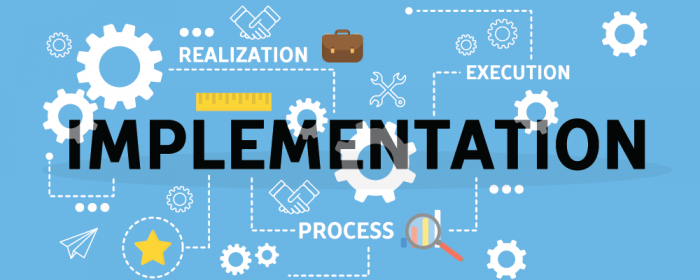 REALIZATION
EXECUTION
IMPLEMENTATION
PROCESS